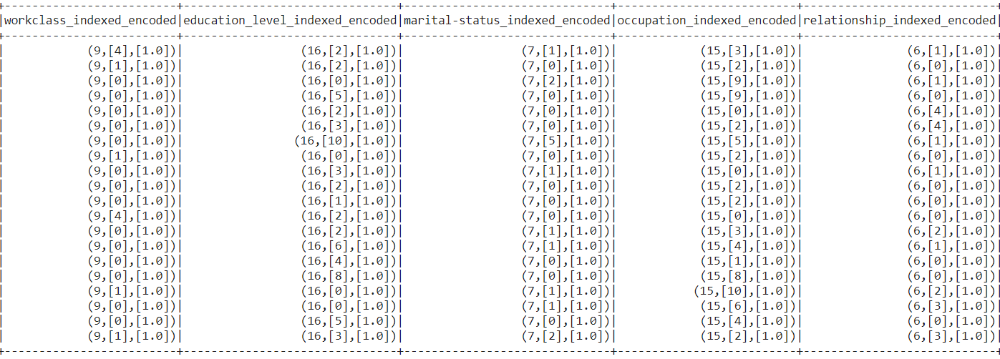 +------------------------+-------------------------------+------------------------------+--------------------------+----------------------------+
|workclass_indexed_encoded|education_level_indexed_encoded|marital-status_indexed_encoded|occupation_indexed_encoded|relationship_indexed_encoded|
+------------------------+-------------------------------+------------------------------+--------------------------+----------------------------+
| (9,[4],[1.0])| (16,[2],[1.0])| (7,[1],[1.0])| (15,[3],[1.0])| (6,[1],[1.0])|
| (9,[1],[1.0])| (16,[2],[1.0])| (7,[0],[1.0])| (15,[2],[1.0])| (6,[0],[1.0])|
| (9,[0],[1.0])| (16,[0],[1.0])| (7,[2],[1.0])| (15,[9],[1.0])| (6,[1],[1.0])|
| (9,[0],[1.0])| (16,[5],[1.0])| (7,[0],[1.0])| (15,[9],[1.0])| (6,[0],[1.0])|
| (9,[0],[1.0])| (16,[2],[1.0])| (7,[0],[1.0])| (15,[0],[1.0])| (6,[4],[1.0])|
| (9,[0],[1.0])| (16,[3],[1.0])| (7,[0],[1.0])| (15,[2],[1.0])| (6,[4],[1.0])|
| (9,[0],[1.0])| (16,[10],[1.0])| (7,[5],[1.0])| (15,[5],[1.0])| (6,[1],[1.0])|
| (9,[1],[1.0])| (16,[0],[1.0])| (7,[0],[1.0])| (15,[2],[1.0])| (6,[0],[1.0])|
| (9,[0],[1.0])| (16,[3],[1.0])| (7,[1],[1.0])| (15,[0],[1.0])| (6,[1],[1.0])|
| (9,[0],[1.0])| (16,[2],[1.0])| (7,[0],[1.0])| (15,[2],[1.0])| (6,[0],[1.0])|
| (9,[0],[1.0])| (16,[1],[1.0])| (7,[0],[1.0])| (15,[2],[1.0])| (6,[0],[1.0])|
| (9,[4],[1.0])| (16,[2],[1.0])| (7,[0],[1.0])| (15,[0],[1.0])| (6,[0],[1.0])|
| (9,[0],[1.0])| (16,[2],[1.0])| (7,[1],[1.0])| (15,[3],[1.0])| (6,[2],[1.0])|
| (9,[0],[1.0])| (16,[6],[1.0])| (7,[1],[1.0])| (15,[4],[1.0])| (6,[1],[1.0])|
| (9,[0],[1.0])| (16,[4],[1.0])| (7,[0],[1.0])| (15,[1],[1.0])| (6,[0],[1.0])|
| (9,[0],[1.0])| (16,[8],[1.0])| (7,[0],[1.0])| (15,[8],[1.0])| (6,[0],[1.0])|
| (9,[1],[1.0])| (16,[0],[1.0])| (7,[1],[1.0])| (15,[10],[1.0])| (6,[2],[1.0])|
| (9,[0],[1.0])| (16,[0],[1.0])| (7,[1],[1.0])| (15,[6],[1.0])| (6,[3],[1.0])|
| (9,[0],[1.0])| (16,[5],[1.0])| (7,[0],[1.0])| (15,[4],[1.0])| (6,[0],[1.0])|
| (9,[1],[1.0])| (16,[3],[1.0])| (7,[2],[1.0])| (15,[2],[1.0])| (6,[3],[1.0])|
+------------------------+-------------------------------+------------------------------+--------------------------+----------------------------+